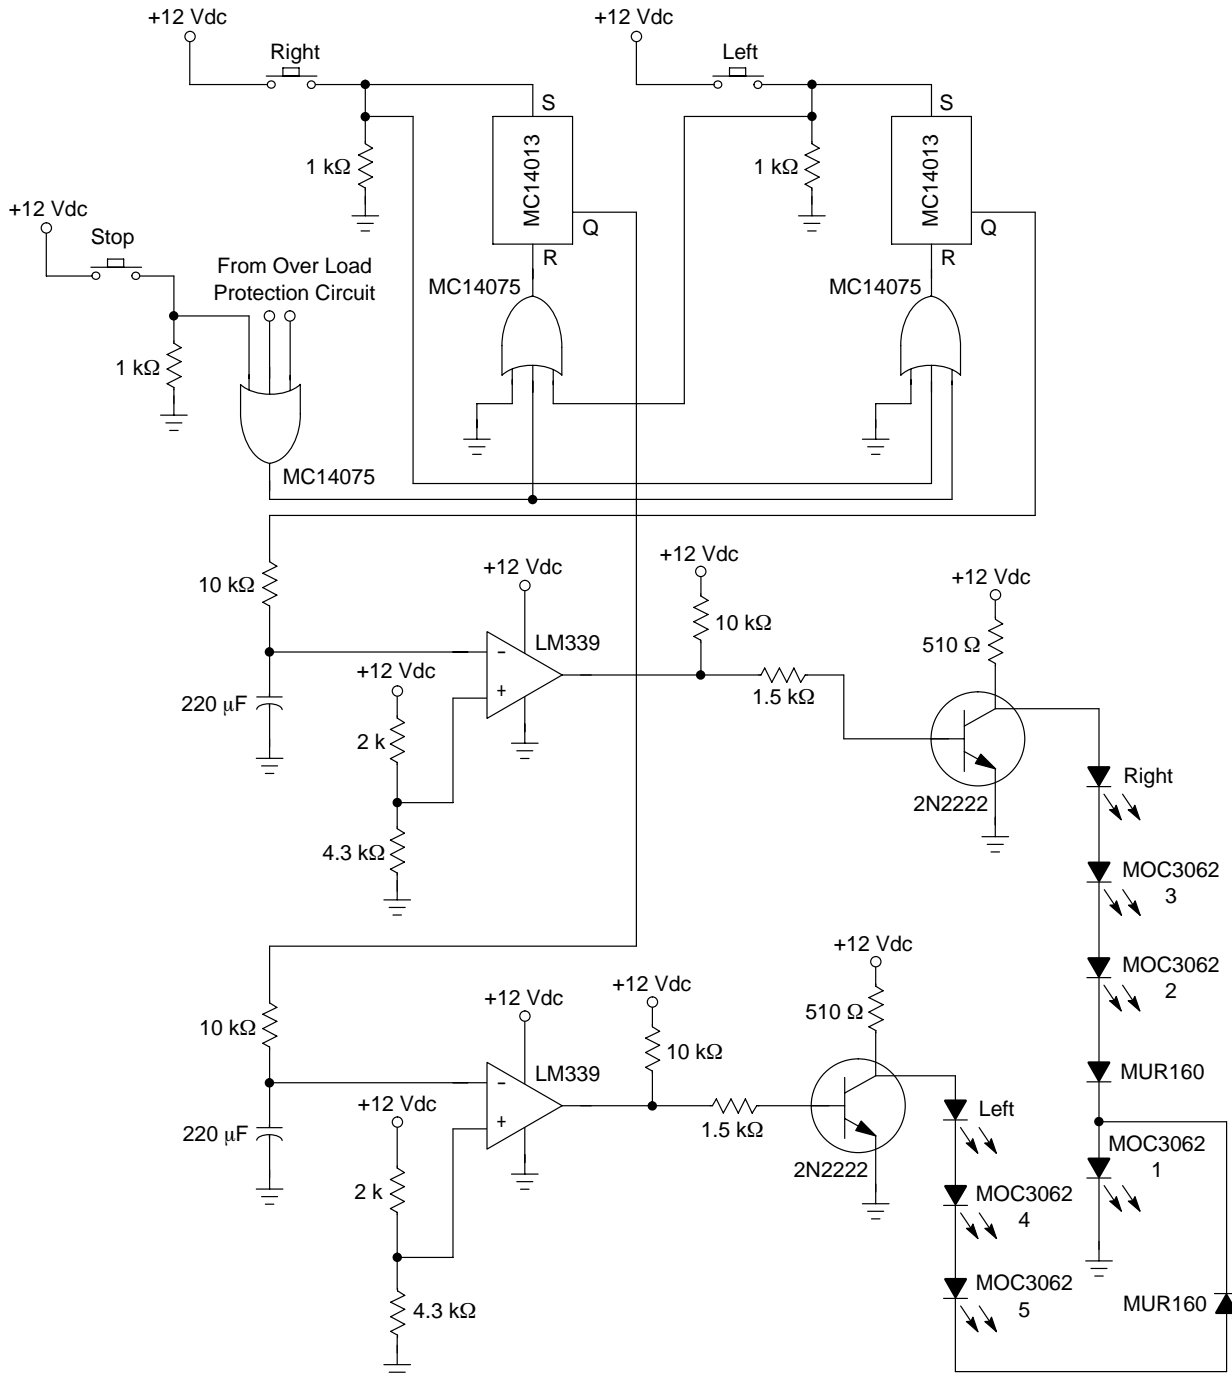 +12 Vdc
Right
+12 Vdc
Left
S
MC14013
Q
R
1 kΩ
S
MC14013
Q
R
1 kΩ
+12 Vdc
Stop
From Over Load
Protection Circuit
1 kΩ
MC14075
MC14075
MC14075
10 kΩ
220 μF
+12 Vdc
LM339
-
+
+12 Vdc
2 k
4.3 kΩ
+12 Vdc
10 kΩ
1.5 kΩ
+12 Vdc
510 Ω
2N2222
Right
MOC3062
3
MOC3062
2
MUR160
MOC3062
1
10 kΩ
220 μF
+12 Vdc
LM339
-
+
+12 Vdc
2 k
4.3 kΩ
+12 Vdc
10 kΩ
1.5 kΩ
+12 Vdc
510 Ω
2N2222
Left
MOC3062
4
MOC3062
5
MUR160